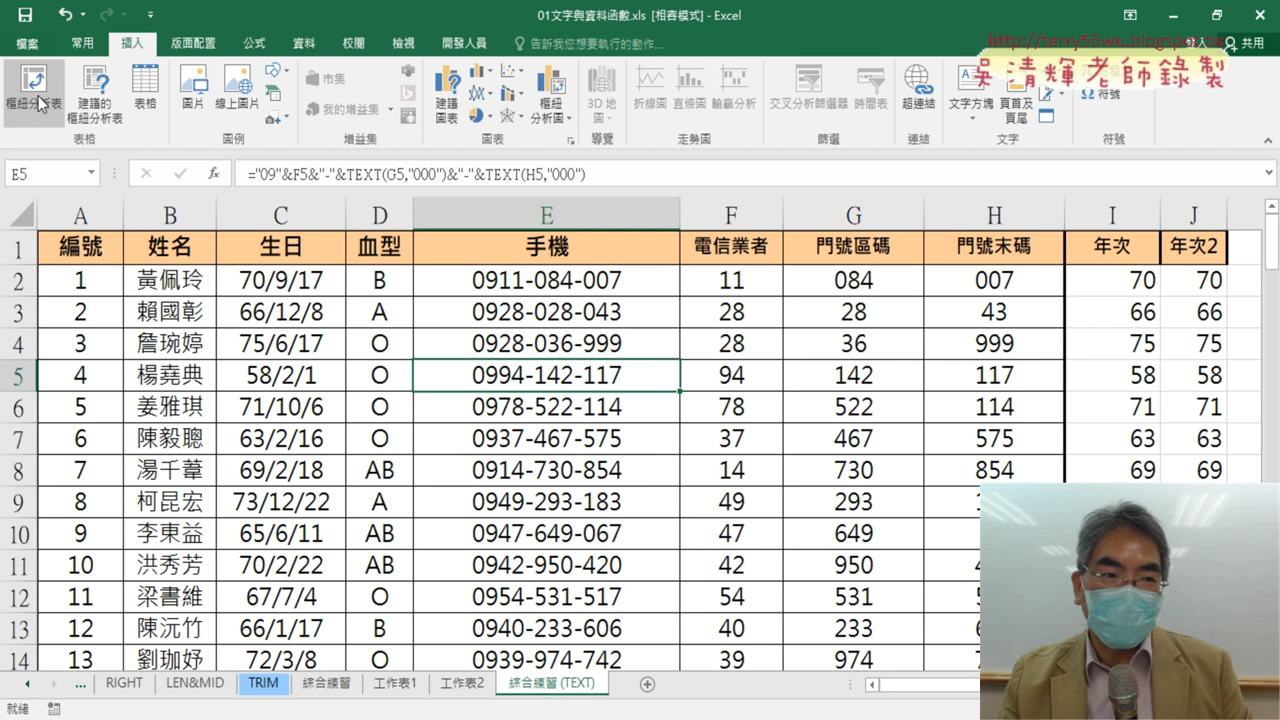 01文字與資料函數.xls [相容模式] - Excel
檔案 常用 插入 版面配置 公式 資料 校閱 檢視 開發人員 告訴我您想要執行的動作... 登入 共用
http://terry55wu.blogspot.tw
吳清輝老師錄製
樞紐分析表 建議的樞紐分析表 表格 圖片 線上圖片 市集 我的增益集 建議圖表 樞紐分析圖 3D 地圖 折線圖 直條圖 輸贏分析 交叉分析篩選器 時間表 超連結 文字方塊 頁首及頁尾 符號
表格 圖例 增益集 圖表 導覽 走勢圖 篩選 連結 文字 符號
E5 fx ="09"&F5&"-"&TEXT(G5,"000")&"-"&TEXT(H5,"000")
A B C D E F G H I J
1 編號 姓名 生日 血型 手機 電信業者 門號區碼 門號末碼 年次 年次2
2 1 黃佩玲 70/9/17 B 0911-084-007 11 084 007 70 70
3 2 賴國彰 66/12/8 A 0928-028-043 28 28 43 66 66
4 3 詹琬婷 75/6/17 O 0928-036-999 28 36 999 75 75
5 4 楊堯典 58/2/1 O 0994-142-117 94 142 117 58 58
6 5 姜雅琪 71/10/6 O 0978-522-114 78 522 114 71 71
7 6 陳毅聰 63/2/16 O 0937-467-575 37 467 575 63 63
8 7 湯千葦 69/2/18 AB 0914-730-854 14 730 854 69 69
9 8 柯昆宏 73/12/22 A 0949-293-183 49 293
10 9 李東益 65/6/11 AB 0947-649-067 47 649
11 10 洪秀芳 70/2/22 AB 0942-950-420 42 950
12 11 梁書維 67/7/4 O 0954-531-517 54 531
13 12 陳沅竹 66/1/17 B 0940-233-606 40 233
14 13 劉珈妤 72/3/8 O 0939-974-742 39 974
... RIGHT LEN&MID TRIM 綜合練習 工作表1 工作表2 綜合練習 (TEXT)
就緒